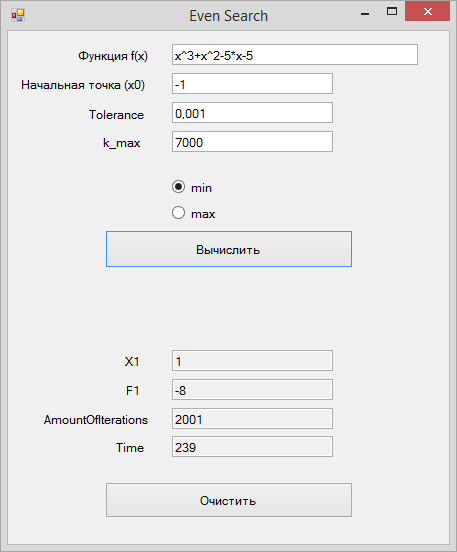 Even Search
Функция f(x) x^3+x^2-5*x-5
Начальная точка (x0) -1
Tolerance 0,001
k_max 7000
min
max
Вычислить
X1 1
F1 -8
AmountOfIterations 2001
Time 239
Очистить